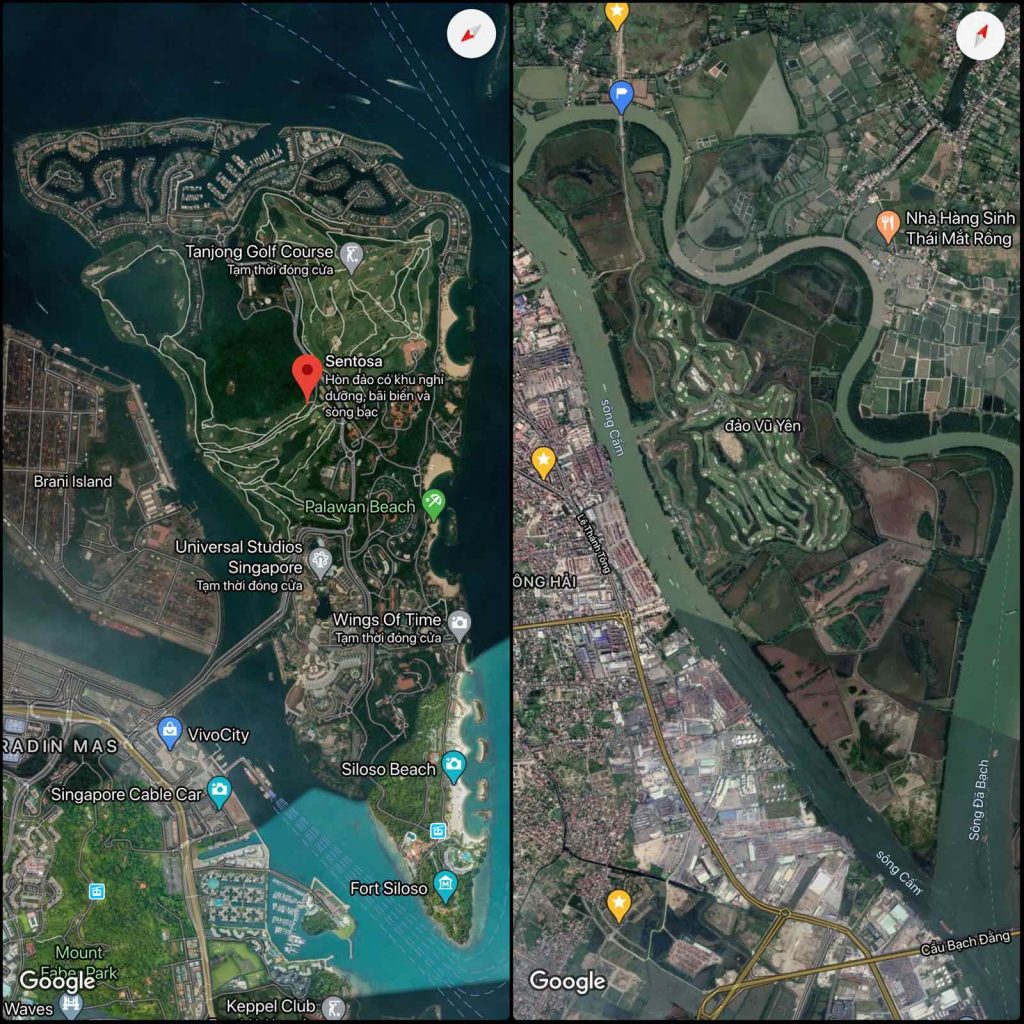 Tanjong Golf Course
Tạm thời đóng cửa
Sentosa
Hòn đảo có khu nghỉ
dưỡng, bãi biển và
sòng bạc
Brani Island
Palawan Beach
Universal Studios
Singapore
Tạm thời đóng cửa
Wings Of Time
Tạm thời đóng cửa
RADIN MAS
VivoCity
Siloso Beach
Singapore Cable Car
Fort Siloso
Mount
Faber Park
Google
Waves
Keppel Club
Nhà Hàng Sinh
Thái Mắt Rồng
sông Cấm
đảo Vũ Yên
Lê Thánh Tông
ÔNG HẢI
Sông Đá Bạch
sông Cấm
Cầu Bạch Đằng
Google